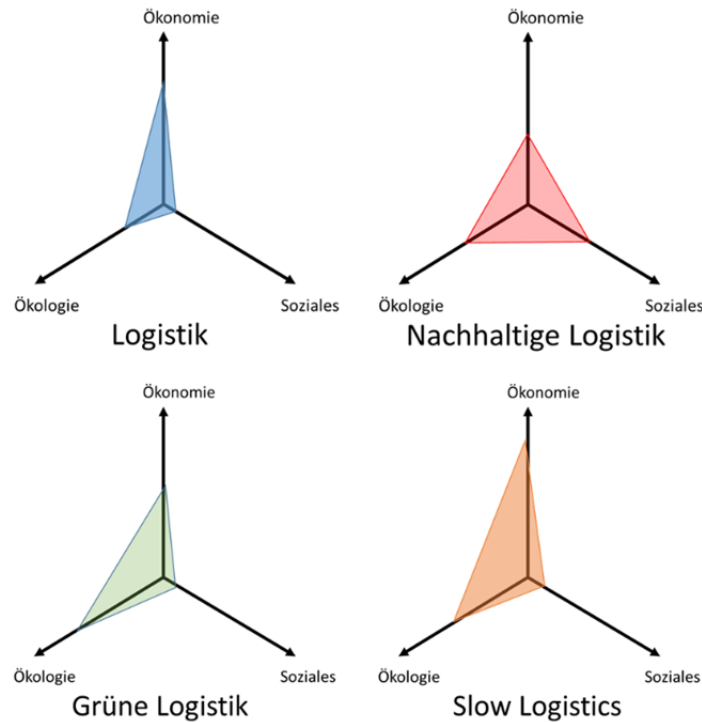 Ökonomie
Ökonomie
Ökologie
Soziales
Ökologie
Soziales
Logistik
Nachhaltige Logistik
Ökonomie
Ökonomie
Ökologie
Soziales
Ökologie
Soziales
Grüne Logistik
Slow Logistics